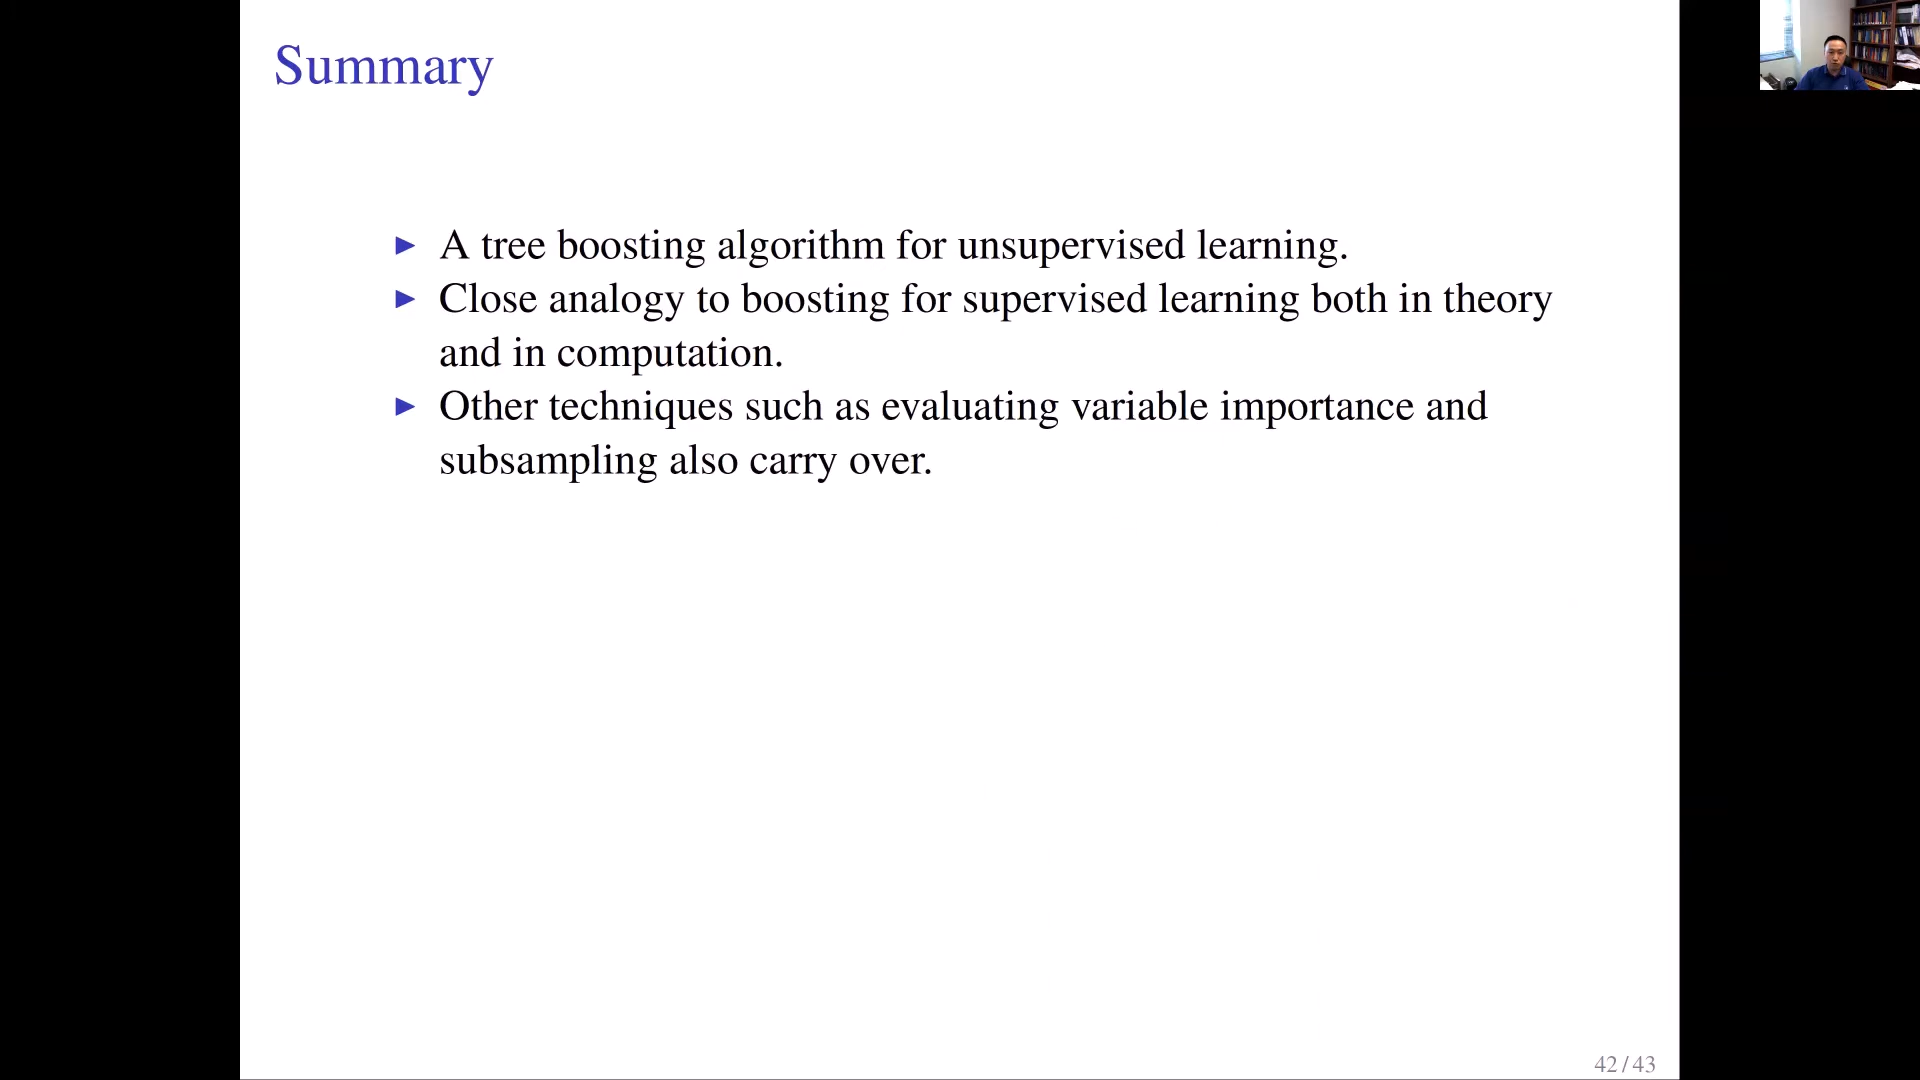 Summary
► A tree boosting algorithm for unsupervised learning.
► Close analogy to boosting for supervised learning both in theory
and in computation.
► Other techniques such as evaluating variable importance and
subsampling also carry over.
42 / 43